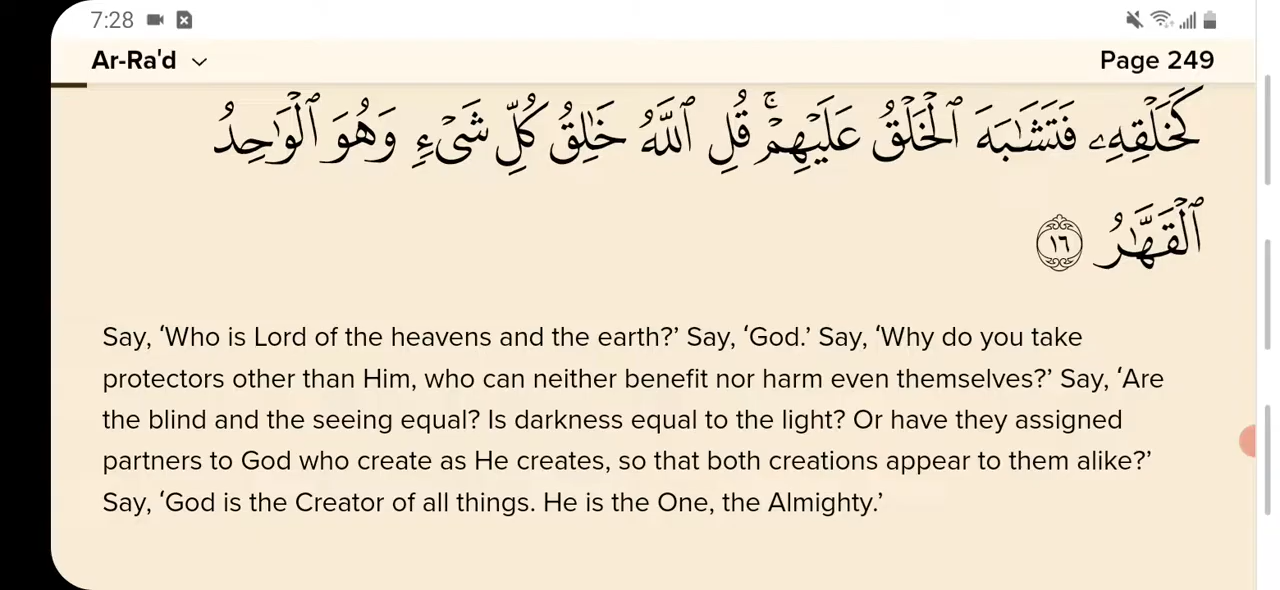 7:28
Ar-Ra'd
Page 249
كَخَلْقِهِۦ فَتَشَـٰبَهَ ٱلْخَلْقُ عَلَيْهِمْ ۚ قُلِ ٱللَّهُ خَـٰلِقُ كُلِّ شَىْءٍ وَهُوَ ٱلْوَٰحِدُ
ٱلْقَهَّـٰرُ ١٦
Say, ‘Who is Lord of the heavens and the earth?’ Say, ‘God.’ Say, ‘Why do you take
protectors other than Him, who can neither benefit nor harm even themselves?’ Say, ‘Are
the blind and the seeing equal? Is darkness equal to the light? Or have they assigned
partners to God who create as He creates, so that both creations appear to them alike?’
Say, ‘God is the Creator of all things. He is the One, the Almighty.’